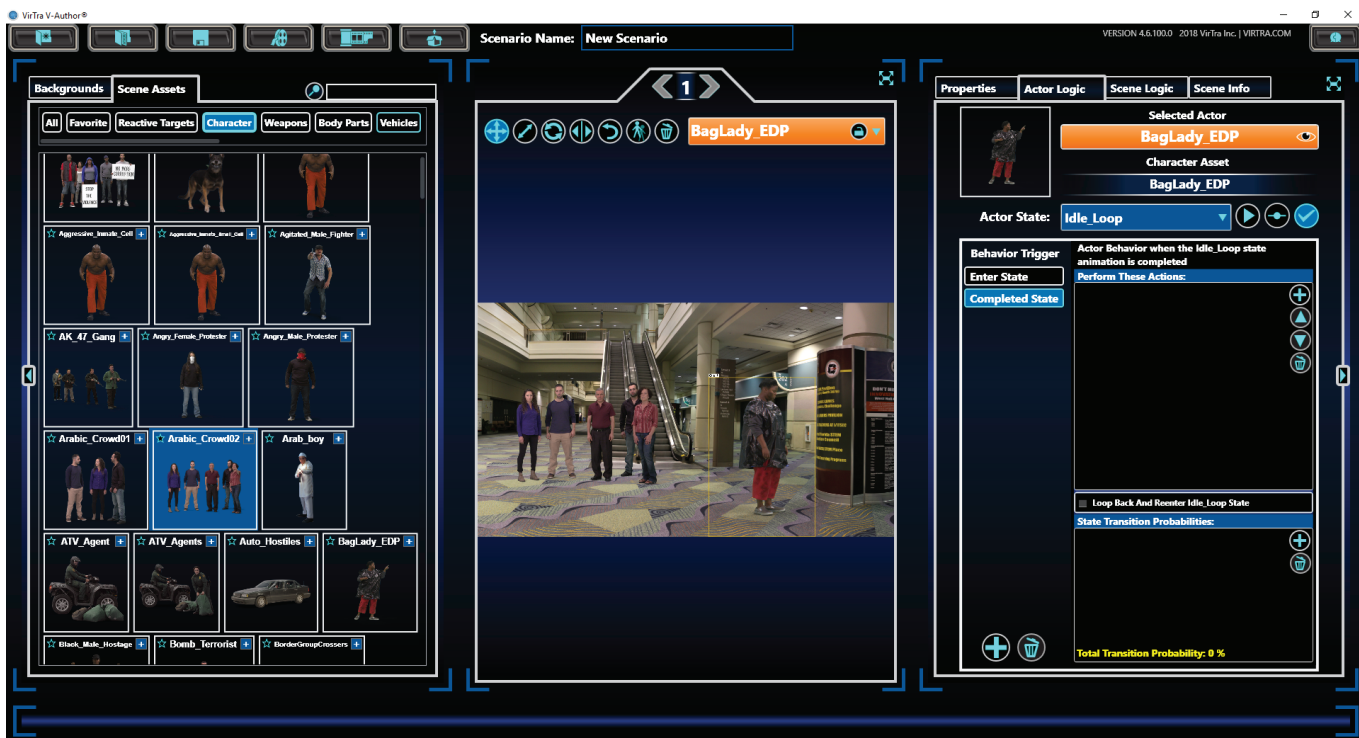 VirTra V-Author®
Scenario Name: New Scenario
VERSION 4.6.100.0 2018 VirTra Inc. | VIRTRA.COM
Backgrounds
Scene Assets
All
Favorite
Reactive Targets
Character
Weapons
Body Parts
Vehicles
STOP THE VIOLENCE
Aggressive_Inmate_Cell
Agitated_Male_Fighter
AK_47_Gang
Angry_Female_Protester
Angry_Male_Protester
Arabic_Crowd01
Arabic_Crowd02
Arab_boy
ATV_Agent
ATV_Agents
Auto_Hostiles
BagLady_EDP
Black_Male_Hostage
Bomb_Terrorist
BorderGroupCrossers
1
BagLady_EDP
Properties
Actor Logic
Scene Logic
Scene Info
Selected Actor
BagLady_EDP
Character Asset
BagLady_EDP
Actor State:
Idle_Loop
Behavior Trigger
Enter State
Completed State
Actor Behavior when the Idle_Loop state
animation is completed
Perform These Actions:
Loop Back And Reenter Idle_Loop State
State Transition Probabilities:
Total Transition Probability: 0 %